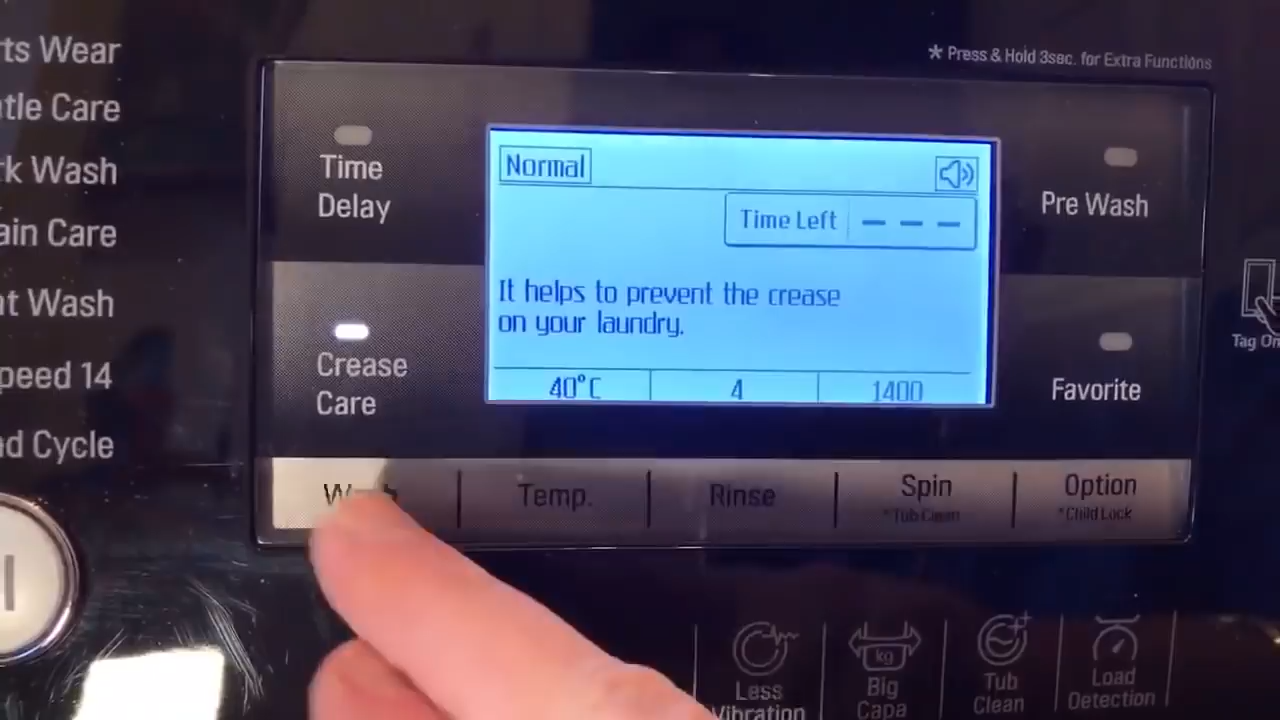 rts Wear
tle Care
k Wash
ain Care
t Wash
peed 14
d Cycle
* Press & Hold 3sec. for Extra Functions
Time
Delay
Crease
Care
Normal
Time Left — — —
It helps to prevent the crease
on your laundry.
40°C 4 1400
Pre Wash
Favorite
Tag On
Wash Temp. Rinse Spin Option
*Tub Clean *Child Lock
Less
Vibration
kg
Big
Capa
Tub
Clean
Load
Detection